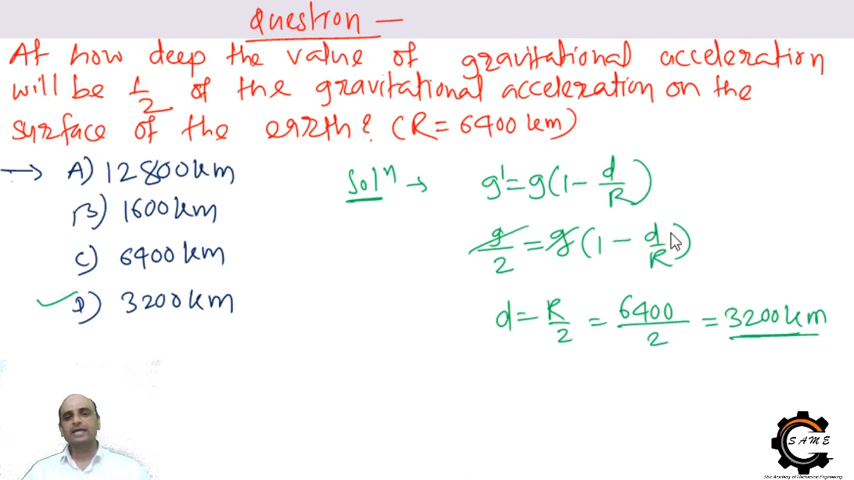 Question —
At how deep the value of gravitational acceleration
will be 1/2 of the gravitational acceleration on the
surface of the errth? (R = 6400 km)
→ A) 12800 km
B) 1600 km
C) 6400 km
✓ D) 3200 km
Solⁿ → g' = g(1 - d/R)
g/2 = g(1 - d/R)
d = R/2 = 6400/2 = 3200 km
SAME